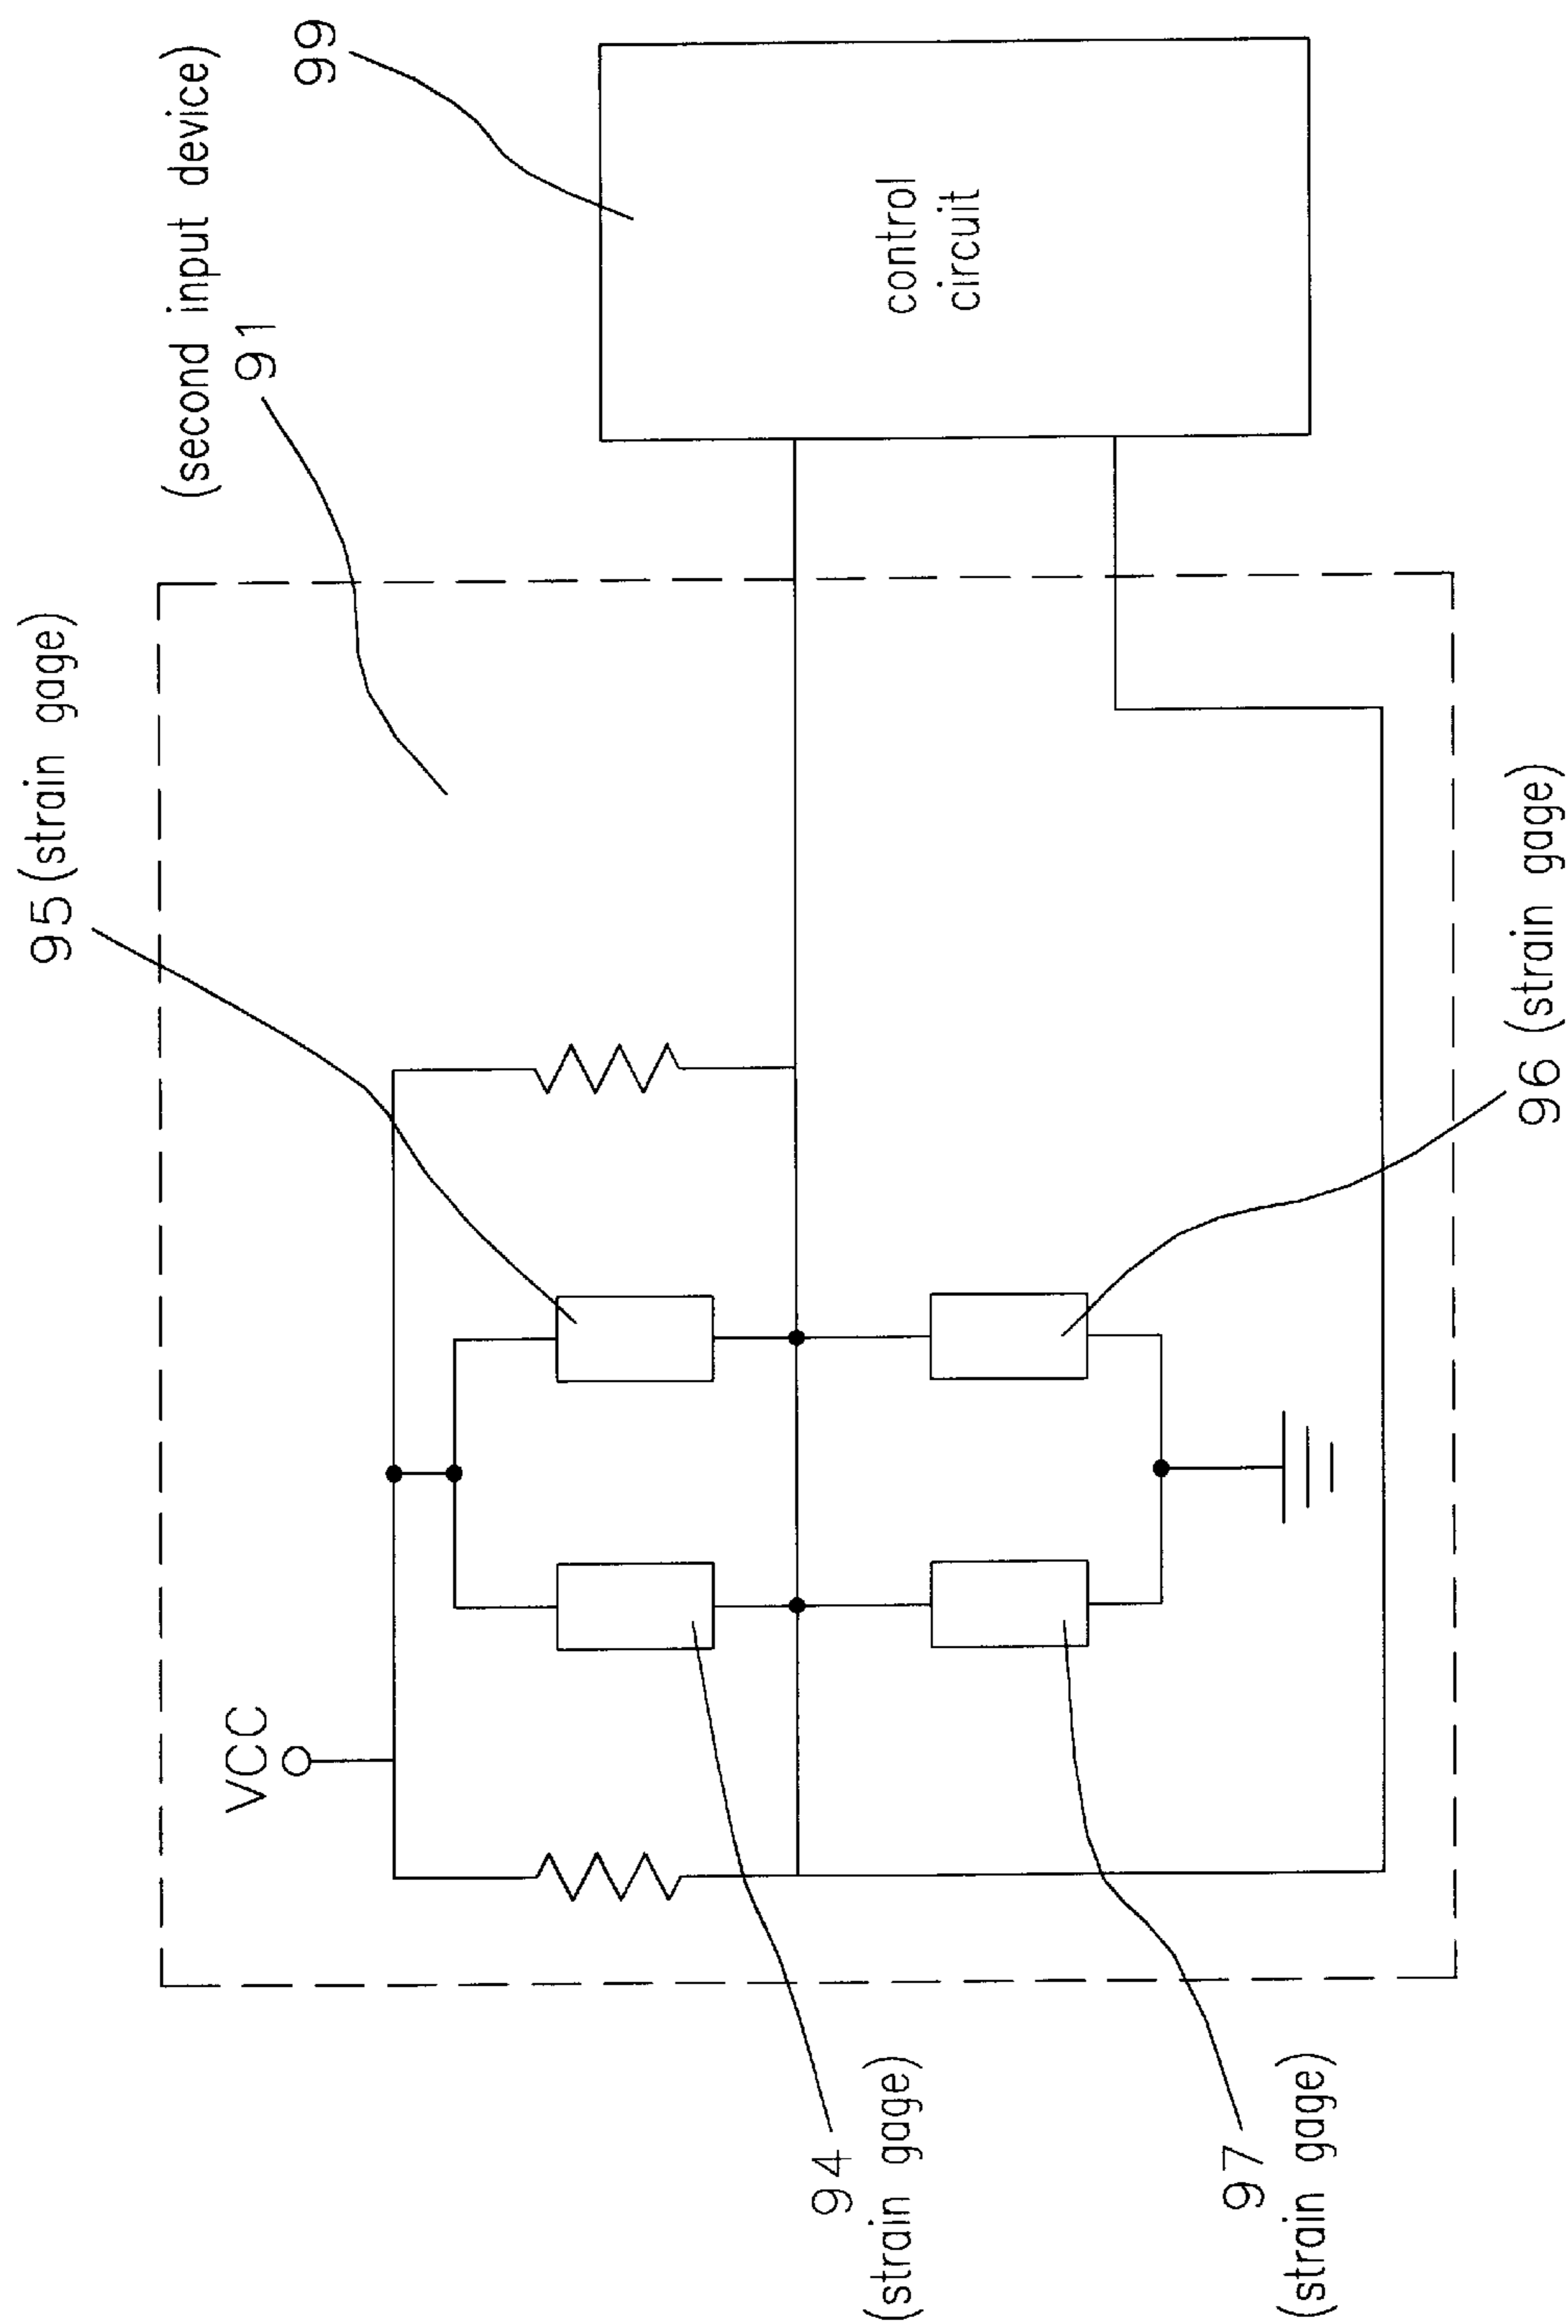 99
(second input device)
91
control
circuit
95 (strain gage)
96 (strain gage)
VCC
94
(strain gage)
97
(strain gage)